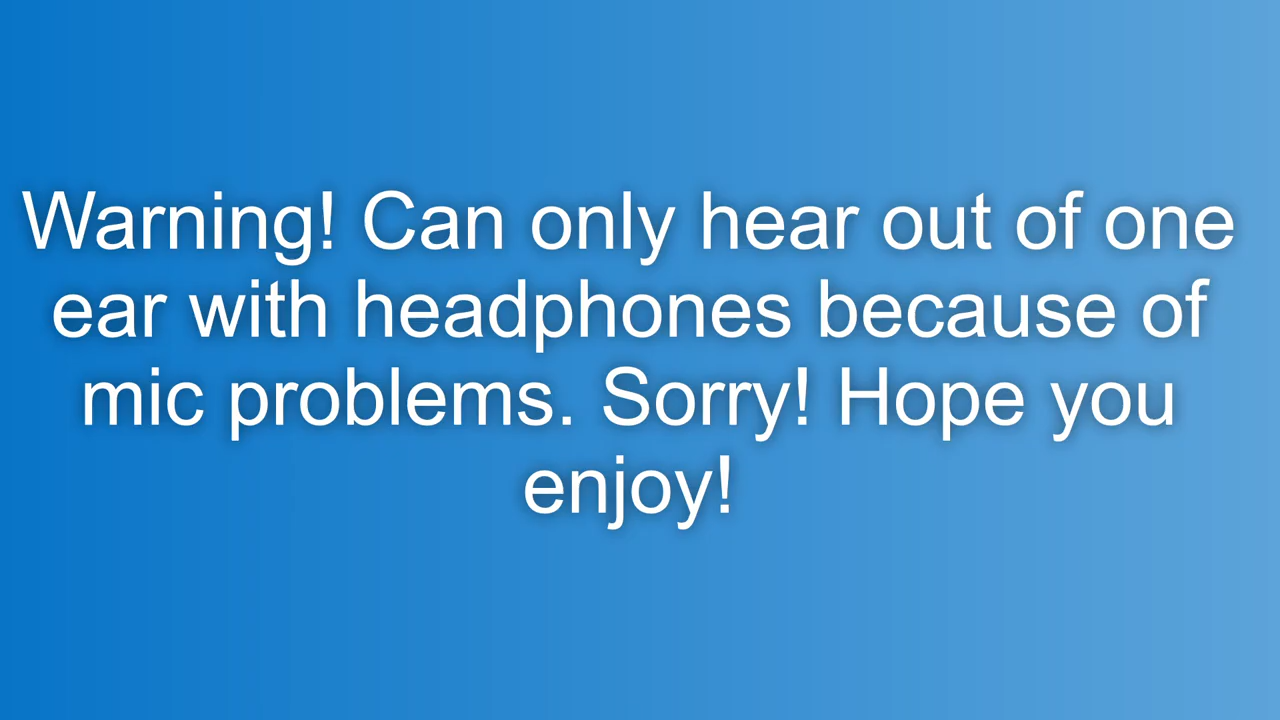 Warning! Can only hear out of one
ear with headphones because of
mic problems. Sorry! Hope you
enjoy!